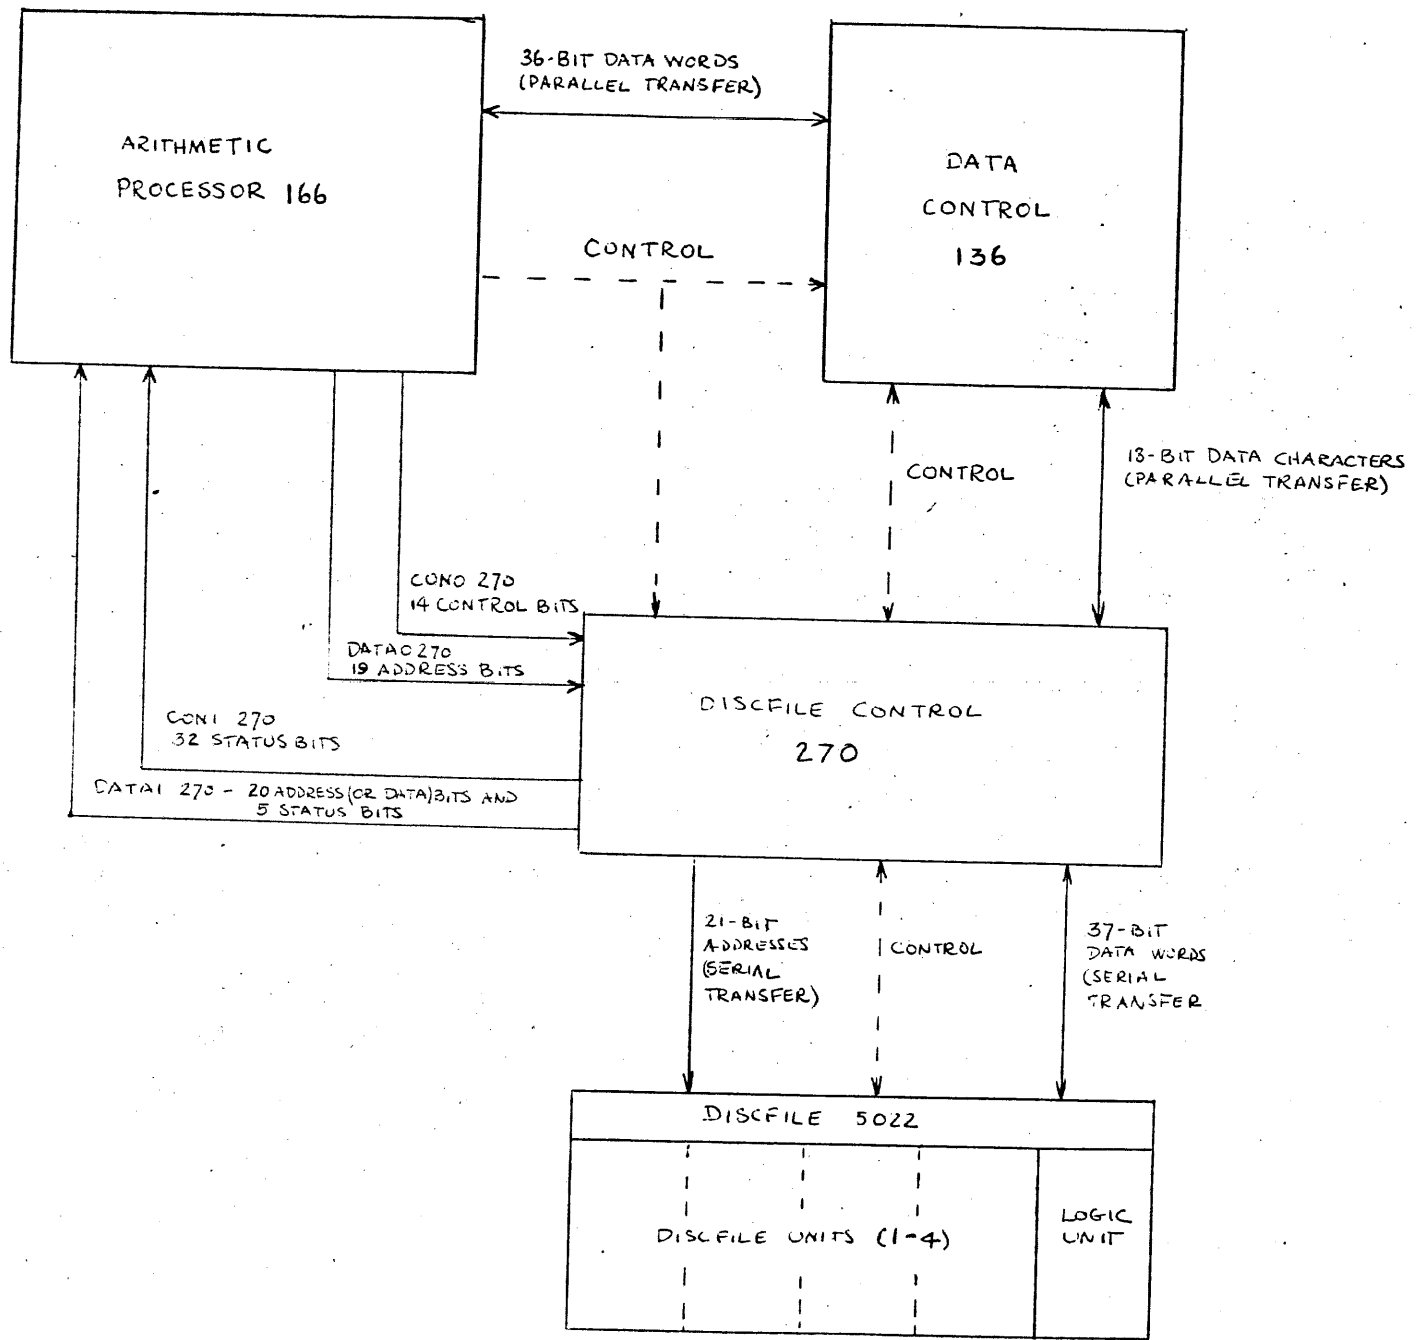 36-BIT DATA WORDS
(PARALLEL TRANSFER)
ARITHMETIC
PROCESSOR 166
DATA
CONTROL
136
CONTROL
CONTROL
18-BIT DATA CHARACTERS
(PARALLEL TRANSFER)
CONO 270
14 CONTROL BITS
DATAO 270
19 ADDRESS BITS
CONI 270
32 STATUS BITS
DATAI 270 - 20 ADDRESS (OR DATA) BITS AND
5 STATUS BITS
DISCFILE CONTROL
270
21-BIT
ADDRESSES
(SERIAL
TRANSFER)
CONTROL
37-BIT
DATA WORDS
(SERIAL
TRANSFER
DISCFILE 5022
DISCFILE UNITS (1-4)
LOGIC
UNIT